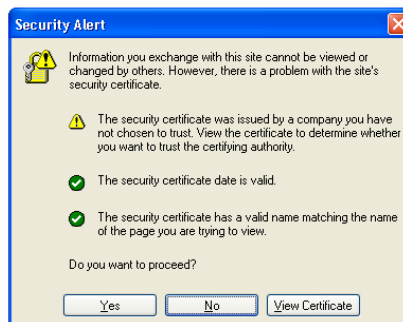 Security Alert
Information you exchange with this site cannot be viewed or
changed by others. However, there is a problem with the site's
security certificate.
The security certificate was issued by a company you have
not chosen to trust. View the certificate to determine whether
you want to trust the certifying authority.
The security certificate date is valid.
The security certificate has a valid name matching the name
of the page you are trying to view.
Do you want to proceed?
Yes No View Certificate